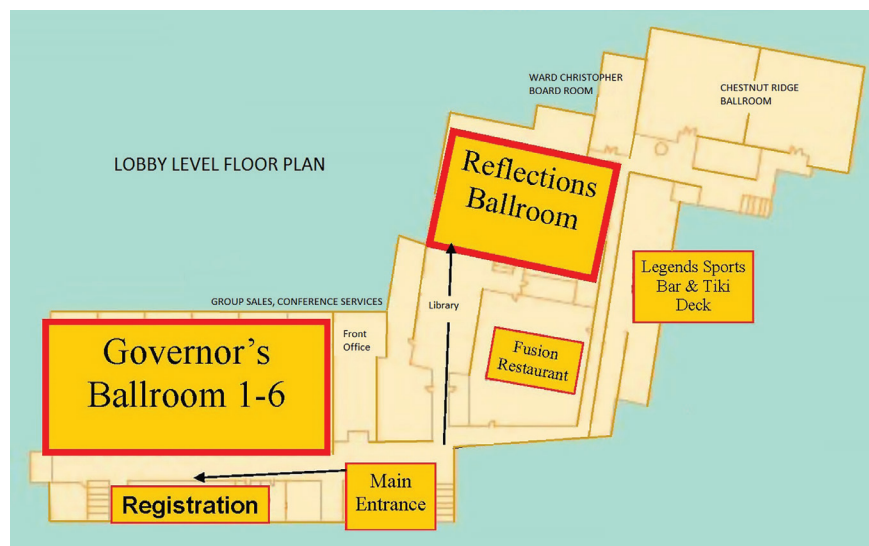 WARD CHRISTOPHER
BOARD ROOM
CHESTNUT RIDGE
BALLROOM
LOBBY LEVEL FLOOR PLAN
Reflections
Ballroom
Legends Sports
Bar & Tiki
Deck
GROUP SALES, CONFERENCE SERVICES
Library
Front
Office
Governor's
Ballroom 1-6
Fusion
Restaurant
Main
Entrance
Registration